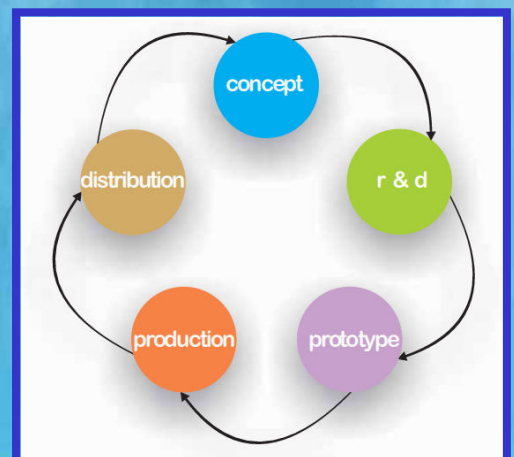 concept
r & d
prototype
production
distribution